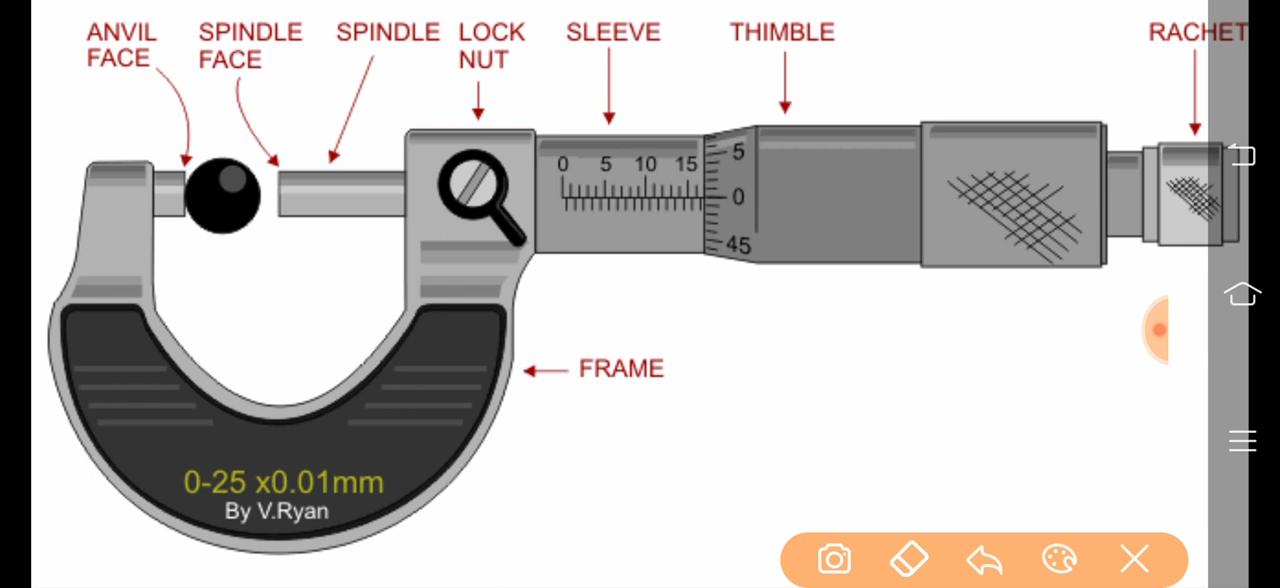 ANVIL
FACE
SPINDLE
FACE
SPINDLE
LOCK
NUT
SLEEVE
THIMBLE
RACHET
0 5 10 15
5
0
45
FRAME
0-25 x0.01mm
By V.Ryan